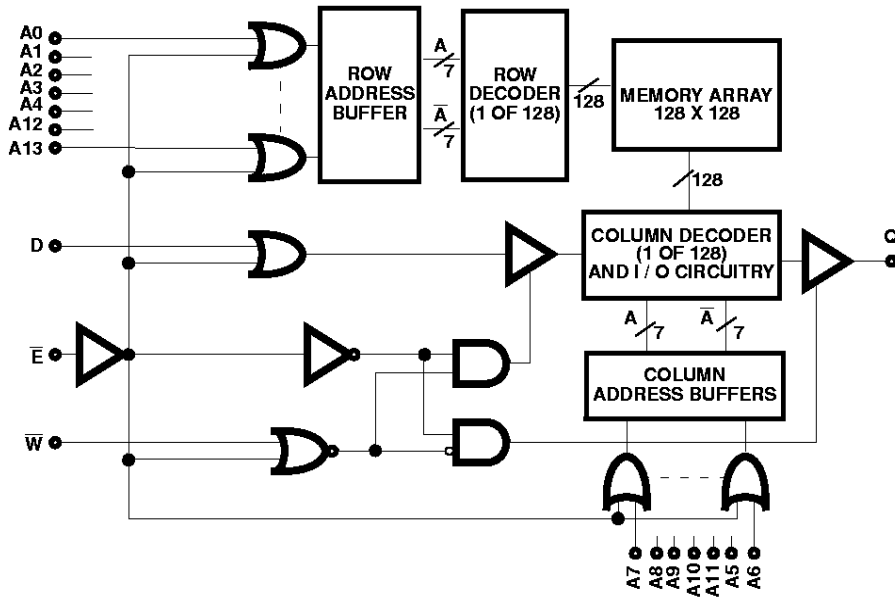 A0
A1
A2
A3
A4
A12
A13
ROW
ADDRESS
BUFFER
A
7
A̅
7
ROW
DECODER
(1 OF 128)
128
MEMORY ARRAY
128 X 128
128
D
COLUMN DECODER
(1 OF 128)
AND I / O CIRCUITRY
Q
A
7
A̅
7
E̅
COLUMN
ADDRESS BUFFERS
W̅
A7
A8
A9
A10
A11
A5
A6